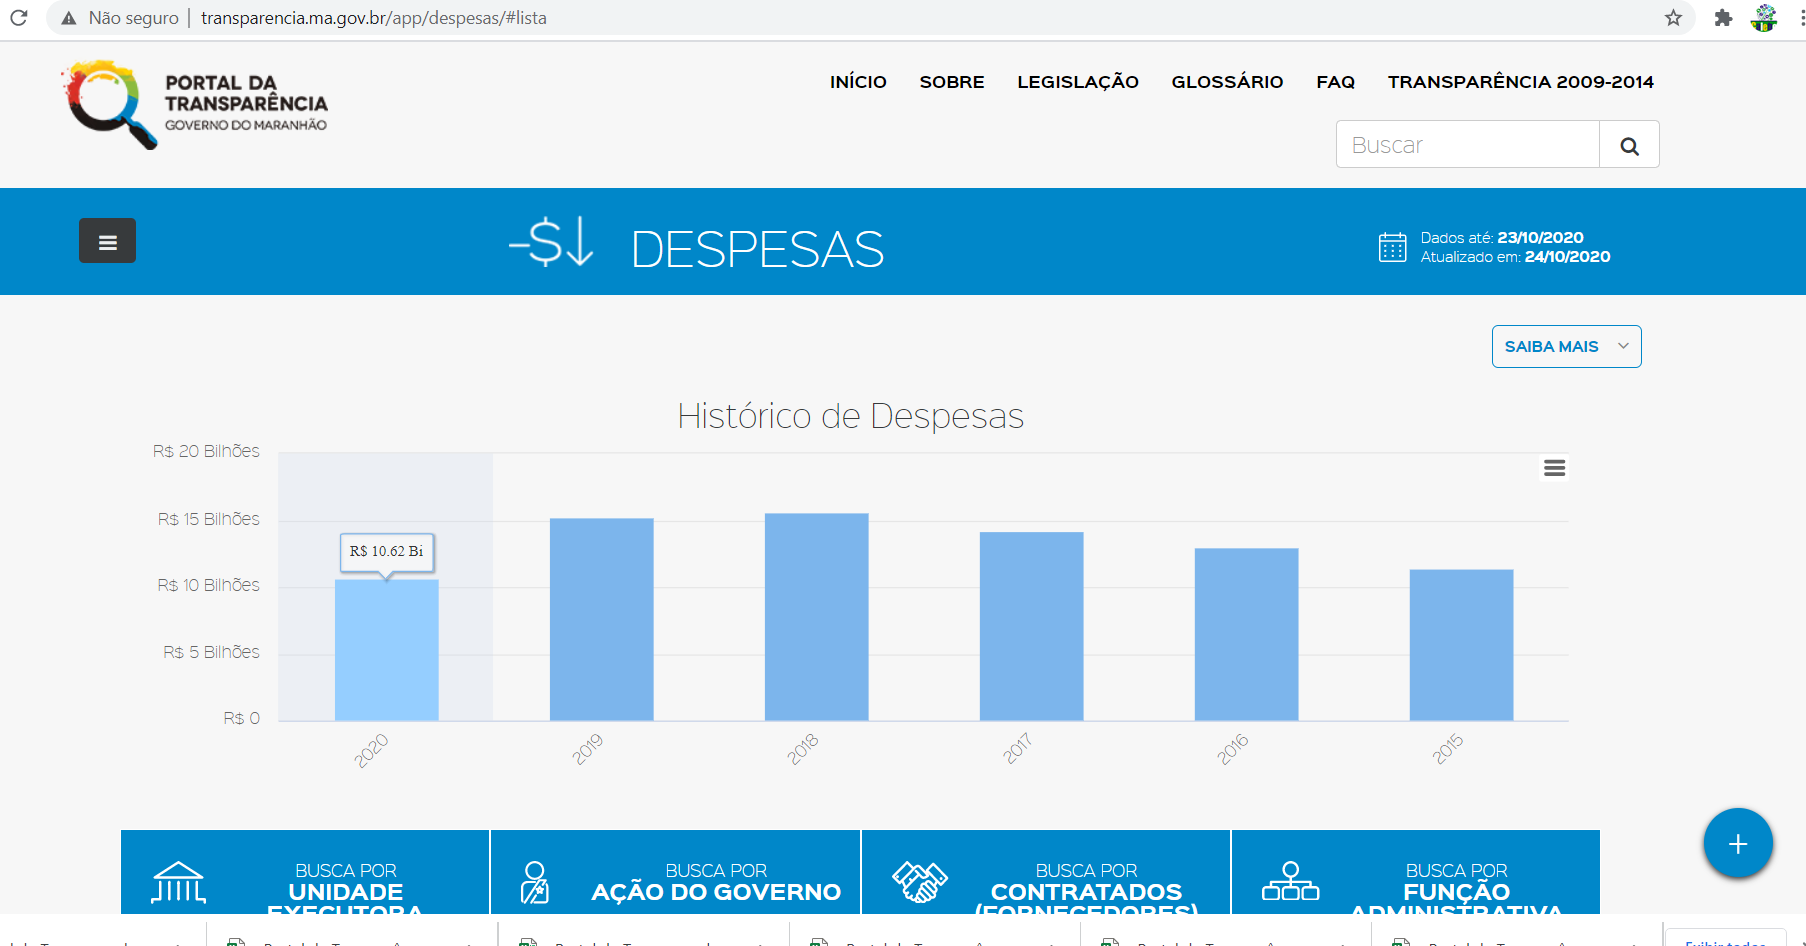 Não seguro | transparencia.ma.gov.br/app/despesas/#lista
PORTAL DA
TRANSPARÊNCIA
GOVERNO DO MARANHÃO
INÍCIO SOBRE LEGISLAÇÃO GLOSSÁRIO FAQ TRANSPARÊNCIA 2009-2014
Buscar
-$↓ DESPESAS
Dados até: 23/10/2020
Atualizado em: 24/10/2020
SAIBA MAIS
Histórico de Despesas
R$ 20 Bilhões
R$ 15 Bilhões
R$ 10.62 Bi
R$ 10 Bilhões
R$ 5 Bilhões
R$ 0
2020 2019 2018 2017 2016 2015
+
BUSCA POR
UNIDADE
EXECUTORA
BUSCA POR
AÇÃO DO GOVERNO
BUSCA POR
CONTRATADOS
(FORNECEDORES)
BUSCA POR
FUNÇÃO
ADMINISTRATIVA